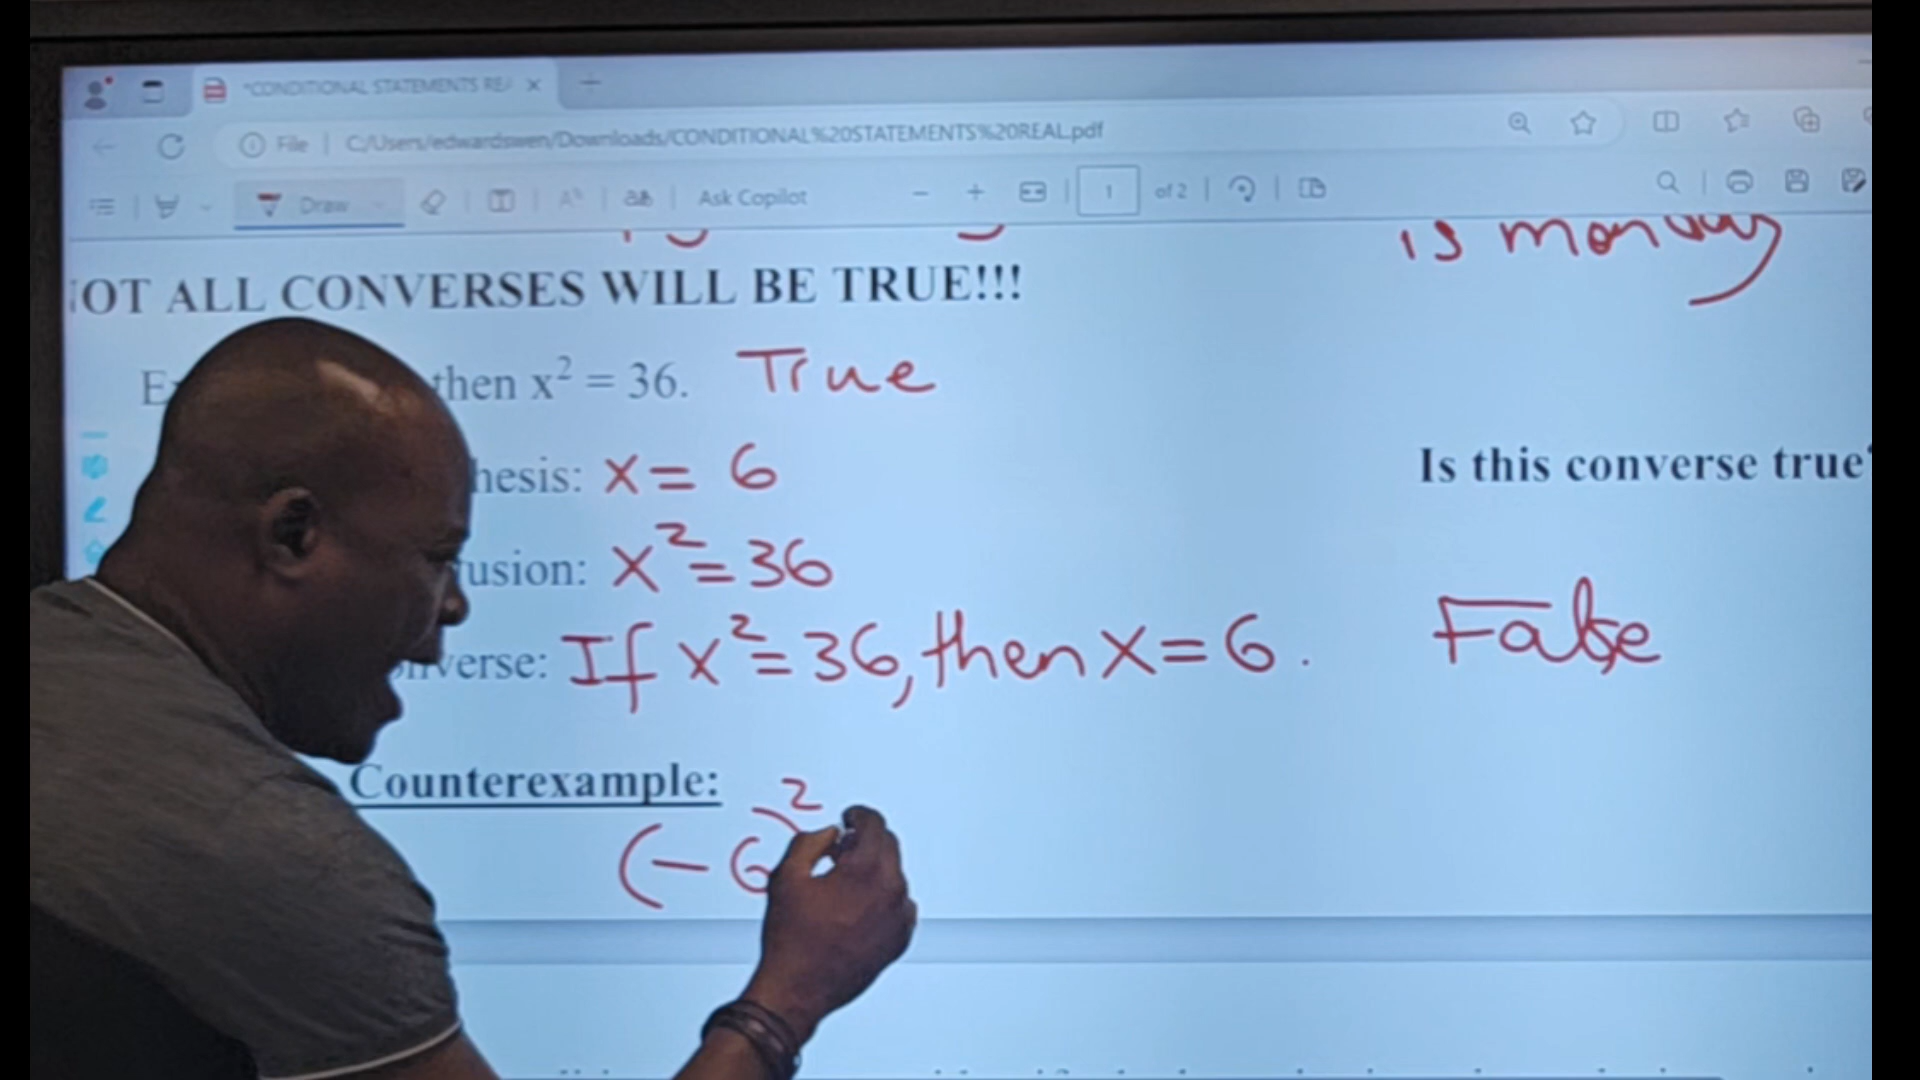 *CONDITIONAL STATEMENTS REA
File | C:/Users/edwardswen/Downloads/CONDITIONAL%20STATEMENTS%20REAL.pdf
Draw Ask Copilot 1 of 2
is monday
OT ALL CONVERSES WILL BE TRUE!!!
then x² = 36. True
hesis: x = 6
Is this converse true
usion: x² = 36
verse: If x² = 36, then x = 6. False
Counterexample:
(-6)²